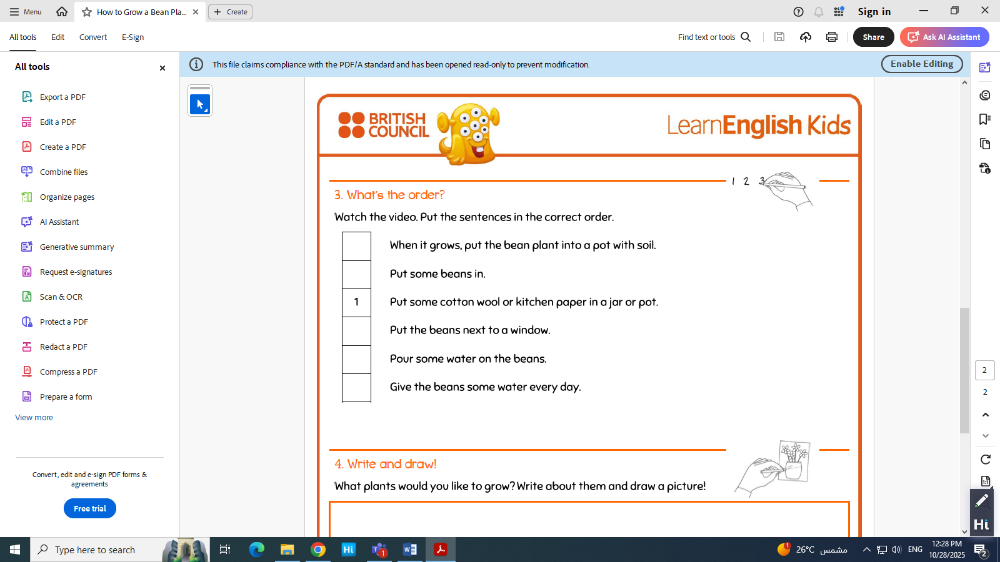 Menu
How to Grow a Bean Pla...
Create
Sign in
All tools
Edit
Convert
E-Sign
Find text or tools
Share
Ask AI Assistant
All tools
This file claims compliance with the PDF/A standard and has been opened read-only to prevent modification.
Enable Editing
Export a PDF
Edit a PDF
Create a PDF
Combine files
Organize pages
AI Assistant
Generative summary
Request e-signatures
Scan & OCR
Protect a PDF
Redact a PDF
Compress a PDF
Prepare a form
View more
Convert, edit and e-sign PDF forms &
agreements
Free trial
BRITISH
COUNCIL
LearnEnglish Kids
1 2 3
3. What's the order?
Watch the video. Put the sentences in the correct order.
When it grows, put the bean plant into a pot with soil.
Put some beans in.
1 Put some cotton wool or kitchen paper in a jar or pot.
Put the beans next to a window.
Pour some water on the beans.
Give the beans some water every day.
4. Write and draw!
What plants would you like to grow? Write about them and draw a picture!
2
2
1:1
Hi
Type here to search
Hi
1
1
26°C مشمس
ENG
12:28 PM
10/28/2025
2